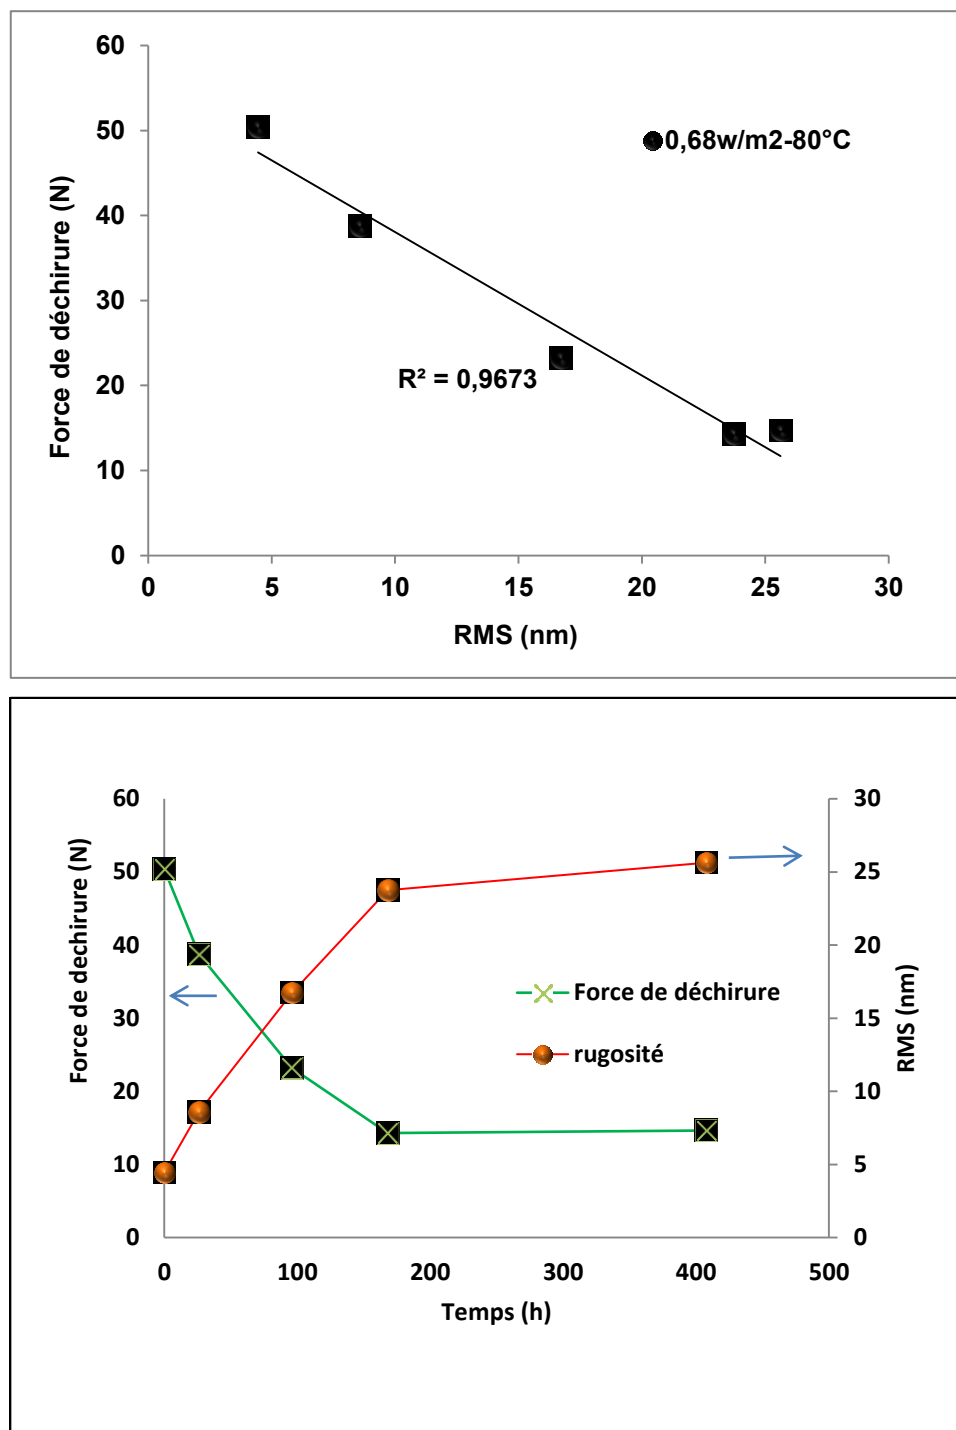 60
50
40
30
20
10
0
Force de déchirure (N)
0,68w/m2-80°C
R² = 0,9673
0 5 10 15 20 25 30
RMS (nm)
60
50
40
30
20
10
0
Force de dechirure (N)
Force de déchirure
rugosité
30
25
20
15
10
5
0
RMS (nm)
0 100 200 300 400 500
Temps (h)